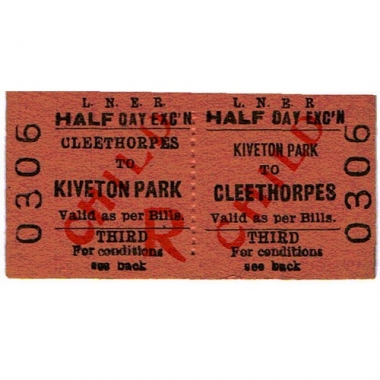 L. N. E. R.
HALF DAY EXC'N.
CLEETHORPES
TO
KIVETON PARK
Valid as per Bills.
THIRD
For conditions
see back
CHILD
R
0306
L. N. E. R
HALF DAY EXC'N
KIVETON PARK
TO
CLEETHORPES
Valid as per Bills.
THIRD
For conditions
see back
CHILD
0306